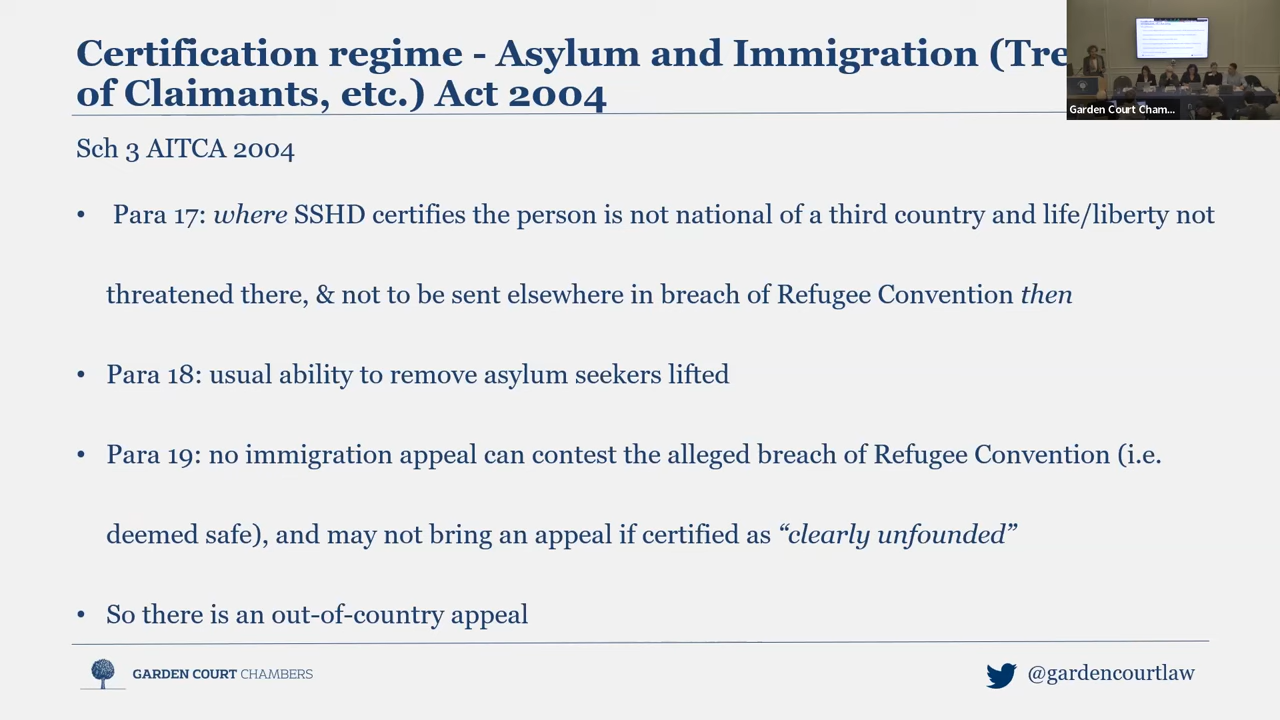 Certification regime - Asylum and Immigration (Tre
of Claimants, etc.) Act 2004
Garden Court Cham...
Sch 3 AITCA 2004
• Para 17: where SSHD certifies the person is not national of a third country and life/liberty not
threatened there, & not to be sent elsewhere in breach of Refugee Convention then
• Para 18: usual ability to remove asylum seekers lifted
• Para 19: no immigration appeal can contest the alleged breach of Refugee Convention (i.e.
deemed safe), and may not bring an appeal if certified as “clearly unfounded”
• So there is an out-of-country appeal
GARDEN COURT CHAMBERS
@gardencourtlaw